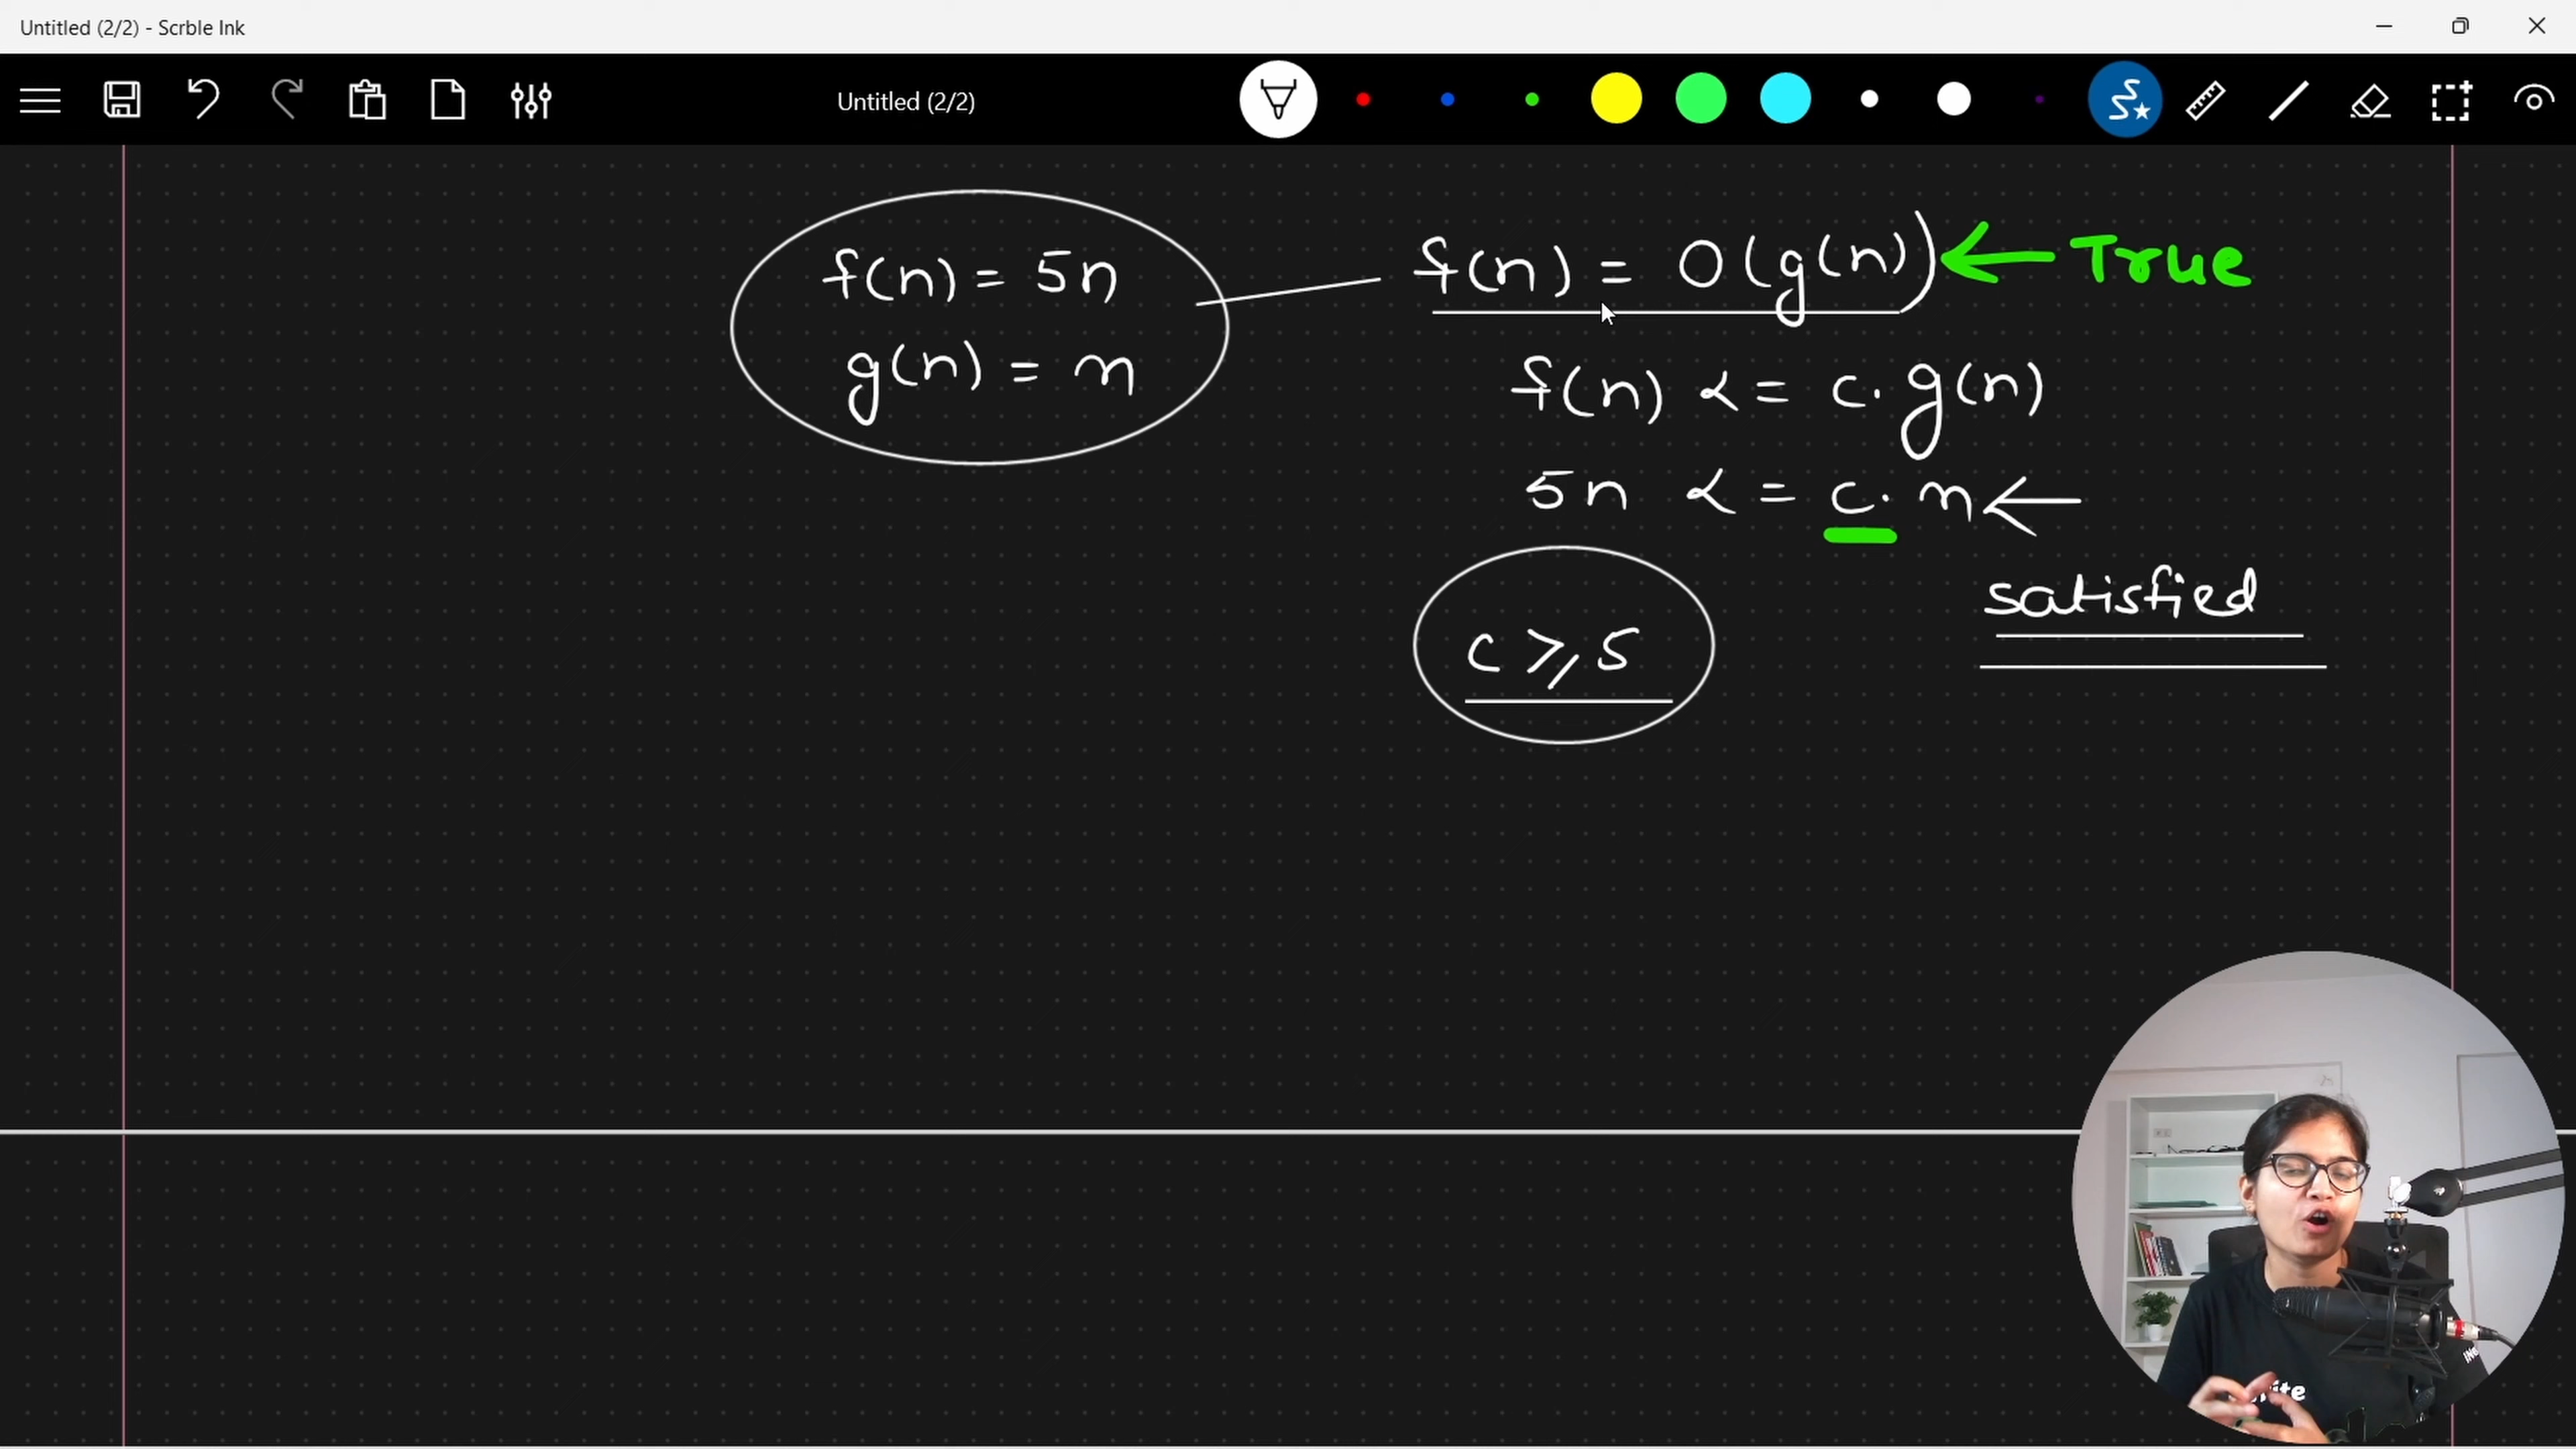 Untitled (2/2) - Scrble Ink
Untitled (2/2)
f(n) = 5n
g(n) = n
f(n) = O(g(n)) ← True
f(n) <= c. g(n)
5n <= c. n ←
satisfied
c ≥ 5